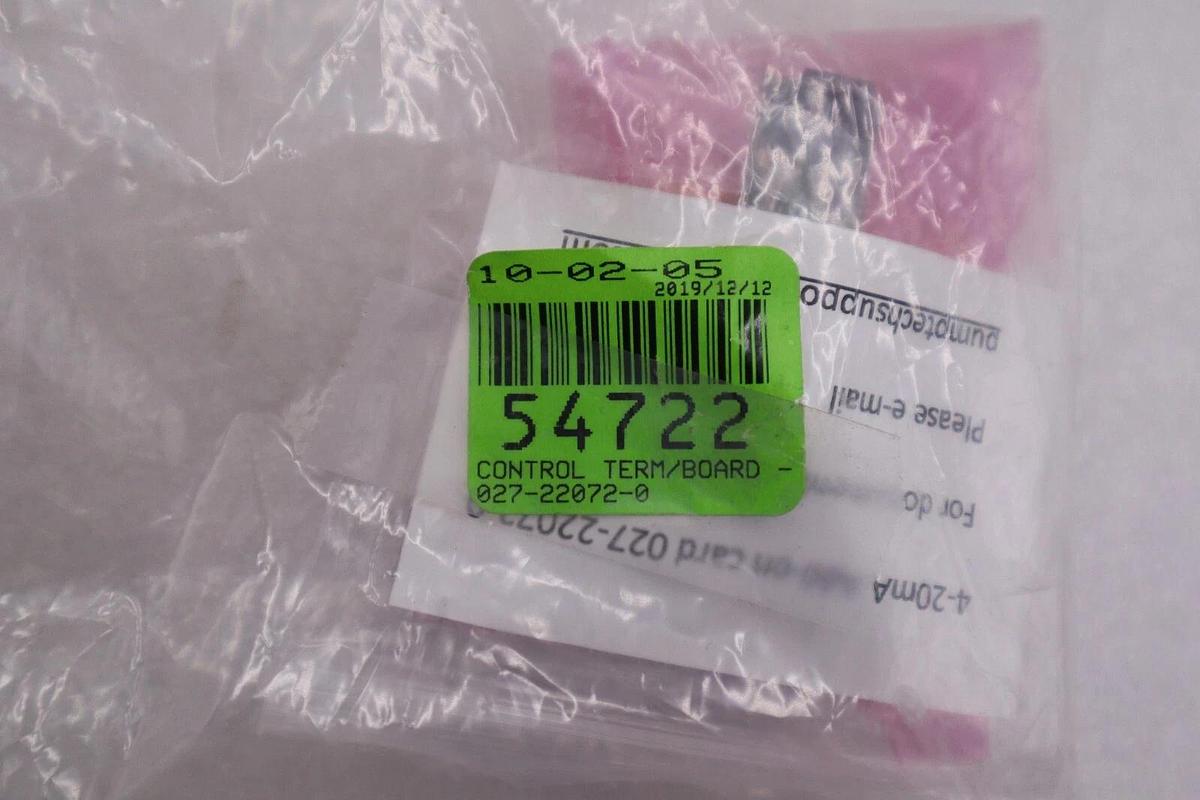 10-02-05
2019/12/12
54722
CONTROL TERM/BOARD -
027-22072-0
4-20mA card 027-22072-0
For do
Please e-mail
pumptechsuppo